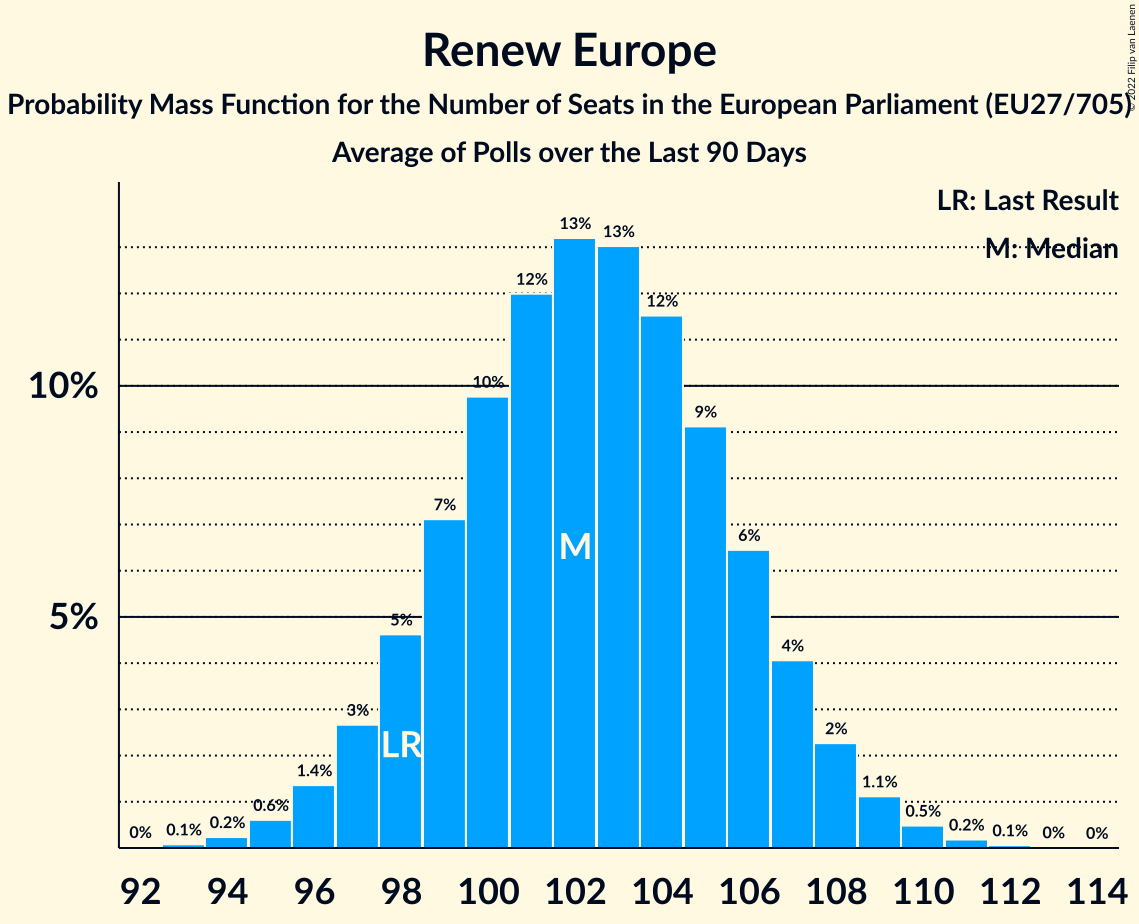 Renew Europe
Probability Mass Function for the Number of Seats in the European Parliament (EU27/705)
Average of Polls over the Last 90 Days
© 2022 Filip van Laenen
LR: Last Result
M: Median
10%
5%
0%
0.1%
0.2%
0.6%
1.4%
3%
5%
7%
10%
12%
13%
13%
12%
9%
6%
4%
2%
1.1%
0.5%
0.2%
0.1%
0%
0%
LR
M
92 94 96 98 100 102 104 106 108 110 112 114